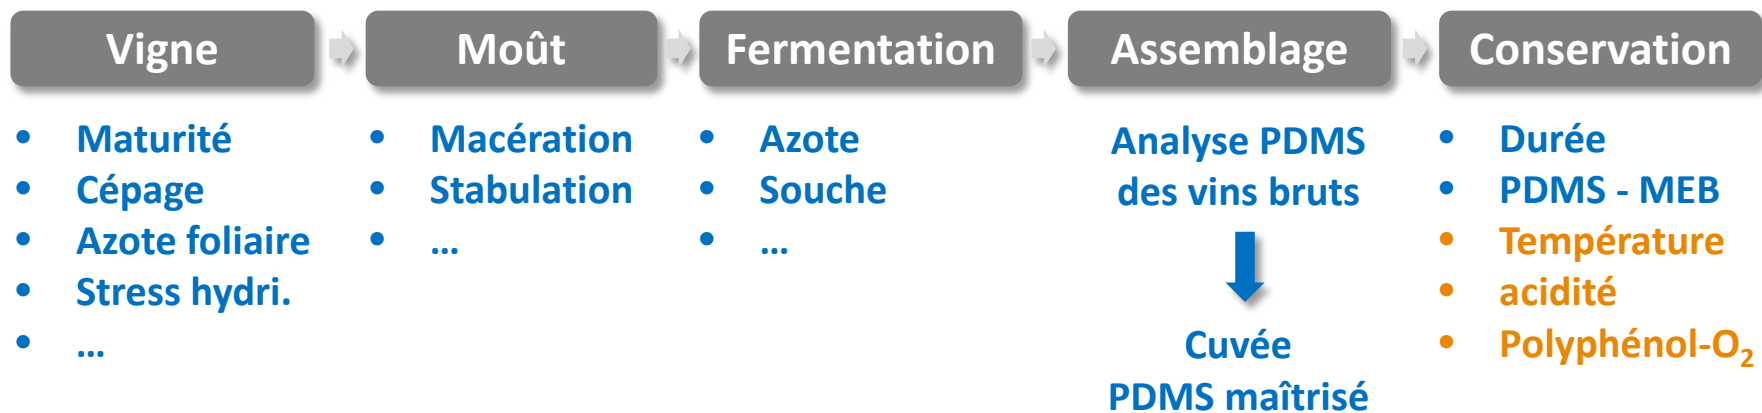 Vigne
Maturité
Cépage
Azote foliaire
Stress hydri.
...
Moût
Macération
Stabulation
...
Fermentation
Azote
Souche
...
Assemblage
Analyse PDMS
des vins bruts
Cuvée
PDMS maîtrisé
Conservation
Durée
PDMS - MEB
Température
acidité
Polyphénol-O₂